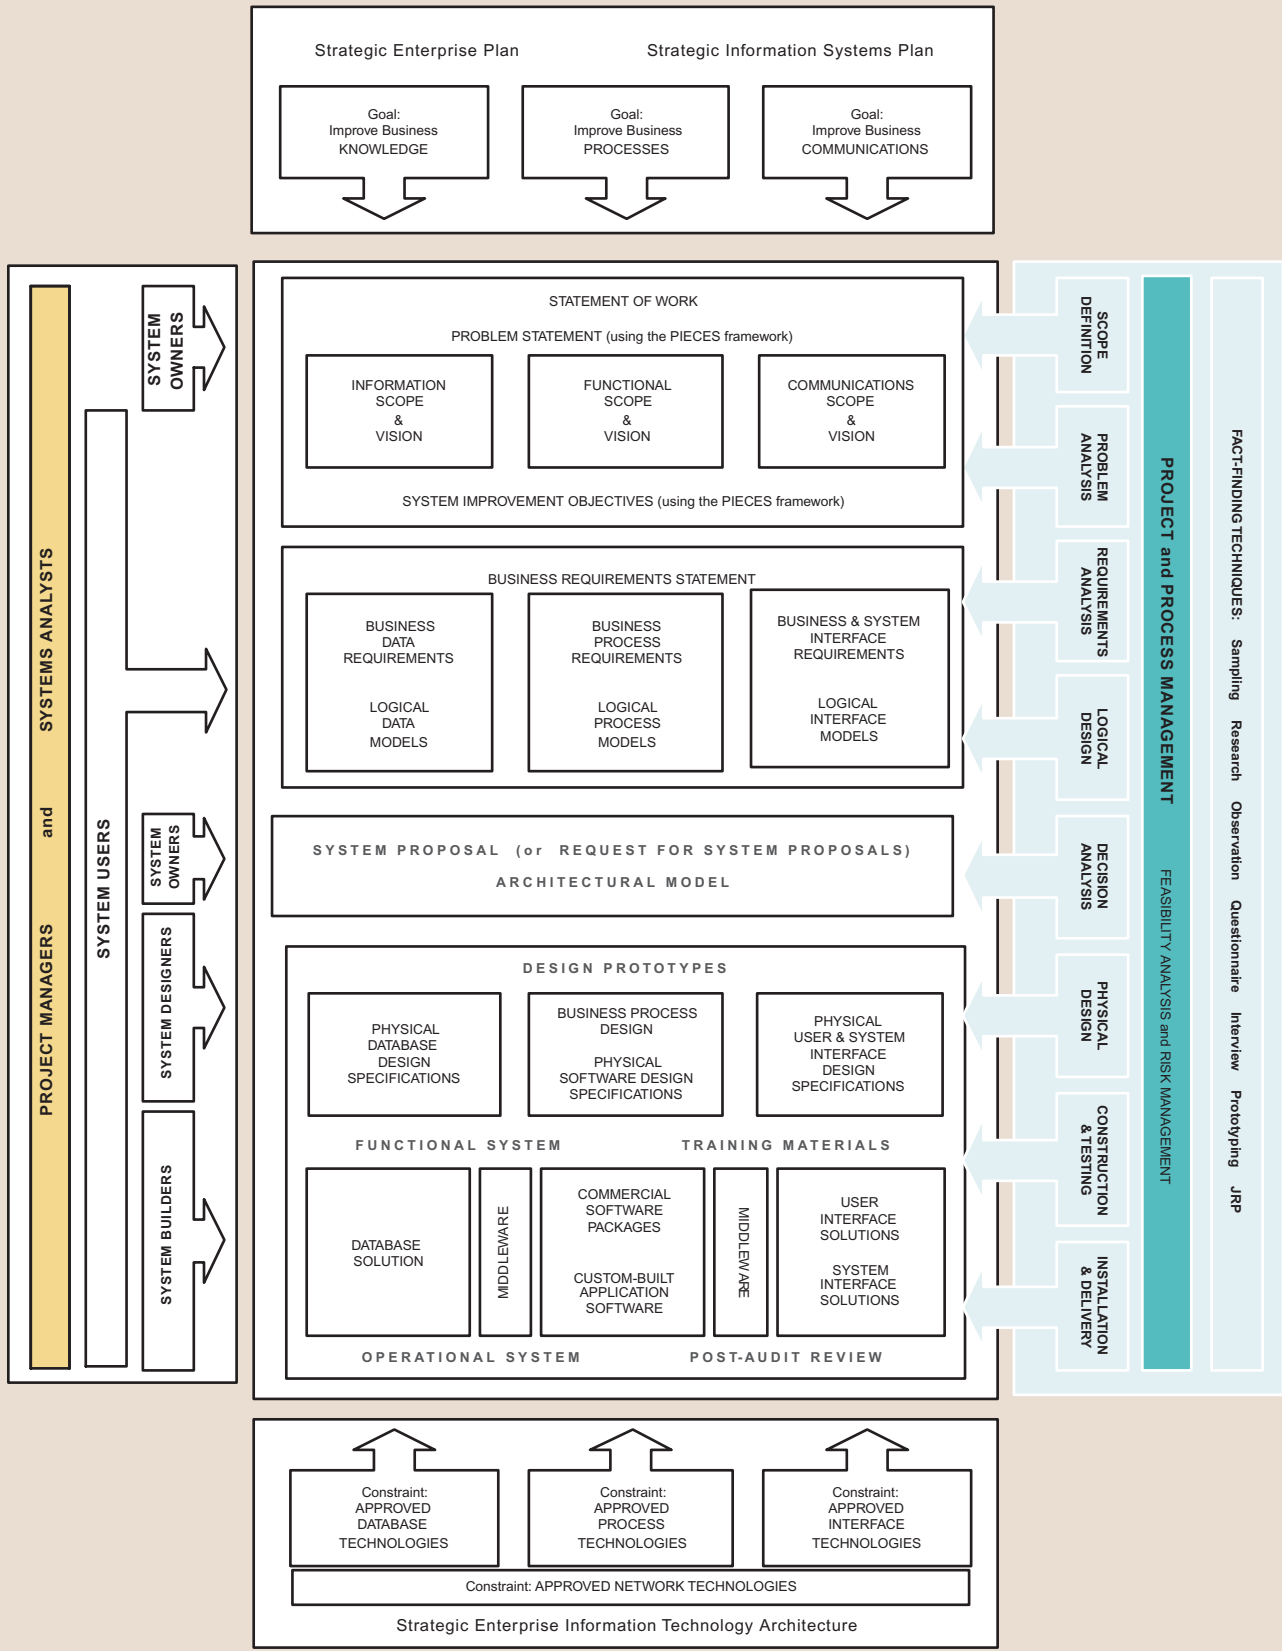 Strategic Enterprise Plan
Strategic Information Systems Plan
Goal:
Improve Business
KNOWLEDGE
Goal:
Improve Business
PROCESSES
Goal:
Improve Business
COMMUNICATIONS
PROJECT MANAGERS and SYSTEMS ANALYSTS
SYSTEM USERS
SYSTEM
OWNERS
SYSTEM
OWNERS
SYSTEM DESIGNERS
SYSTEM BUILDERS
STATEMENT OF WORK
PROBLEM STATEMENT (using the PIECES framework)
INFORMATION
SCOPE
&
VISION
FUNCTIONAL
SCOPE
&
VISION
COMMUNICATIONS
SCOPE
&
VISION
SYSTEM IMPROVEMENT OBJECTIVES (using the PIECES framework)
BUSINESS REQUIREMENTS STATEMENT
BUSINESS
DATA
REQUIREMENTS
LOGICAL
DATA
MODELS
BUSINESS
PROCESS
REQUIREMENTS
LOGICAL
PROCESS
MODELS
BUSINESS & SYSTEM
INTERFACE
REQUIREMENTS
LOGICAL
INTERFACE
MODELS
SYSTEM PROPOSAL (or REQUEST FOR SYSTEM PROPOSALS)
ARCHITECTURAL MODEL
DESIGN PROTOTYPES
PHYSICAL
DATABASE
DESIGN
SPECIFICATIONS
BUSINESS PROCESS
DESIGN
PHYSICAL
SOFTWARE DESIGN
SPECIFICATIONS
PHYSICAL
USER & SYSTEM
INTERFACE
DESIGN
SPECIFICATIONS
FUNCTIONAL SYSTEM
TRAINING MATERIALS
DATABASE
SOLUTION
MIDDLEWARE
COMMERCIAL
SOFTWARE
PACKAGES
CUSTOM-BUILT
APPLICATION
SOFTWARE
MIDDLEWARE
USER
INTERFACE
SOLUTIONS
SYSTEM
INTERFACE
SOLUTIONS
OPERATIONAL SYSTEM
POST-AUDIT REVIEW
SCOPE
DEFINITION
PROBLEM
ANALYSIS
REQUIREMENTS
ANALYSIS
LOGICAL
DESIGN
DECISION
ANALYSIS
PHYSICAL
DESIGN
CONSTRUCTION
& TESTING
INSTALLATION
& DELIVERY
PROJECT and PROCESS MANAGEMENT FEASIBILITY ANALYSIS and RISK MANAGEMENT
FACT-FINDING TECHNIQUES: Sampling Research Observation Questionnaire Interview Prototyping JRP
Constraint:
APPROVED
DATABASE
TECHNOLOGIES
Constraint:
APPROVED
PROCESS
TECHNOLOGIES
Constraint:
APPROVED
INTERFACE
TECHNOLOGIES
Constraint: APPROVED NETWORK TECHNOLOGIES
Strategic Enterprise Information Technology Architecture